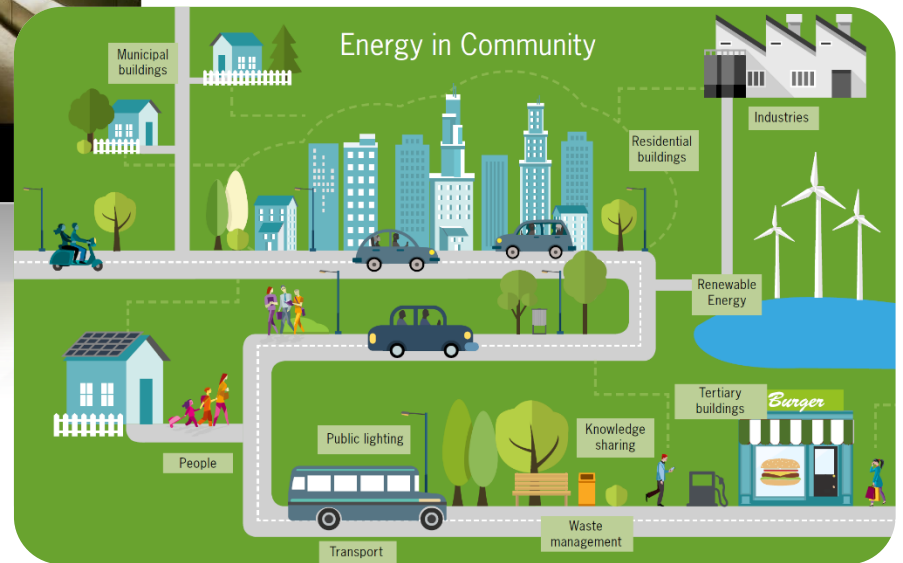 Energy in Community
Municipal
buildings
Industries
Residential
buildings
Renewable
Energy
Tertiary
buildings
Burger
Knowledge
sharing
Public lighting
People
Waste
management
Transport